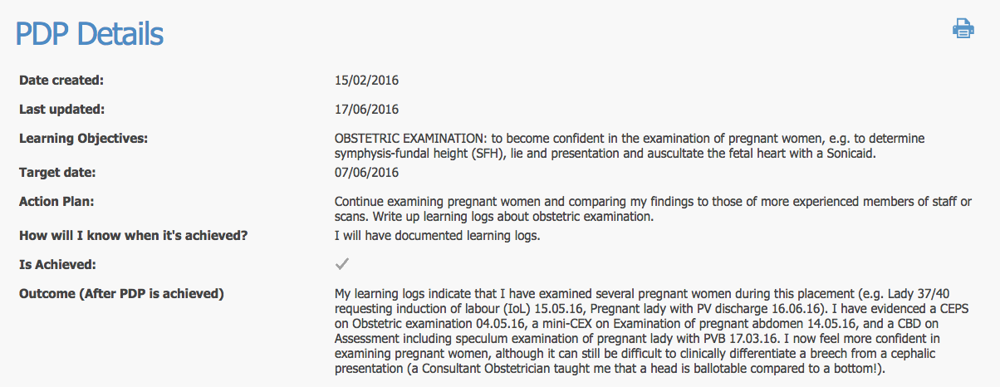 PDP Details
Date created: 15/02/2016
Last updated: 17/06/2016
Learning Objectives: OBSTETRIC EXAMINATION: to become confident in the examination of pregnant women, e.g. to determine
symphysis-fundal height (SFH), lie and presentation and auscultate the fetal heart with a Sonicaid.
Target date: 07/06/2016
Action Plan: Continue examining pregnant women and comparing my findings to those of more experienced members of staff or
scans. Write up learning logs about obstetric examination.
How will I know when it's achieved? I will have documented learning logs.
Is Achieved:
Outcome (After PDP is achieved) My learning logs indicate that I have examined several pregnant women during this placement (e.g. Lady 37/40
requesting induction of labour (IoL) 15.05.16, Pregnant lady with PV discharge 16.06.16). I have evidenced a CEPS
on Obstetric examination 04.05.16, a mini-CEX on Examination of pregnant abdomen 14.05.16, and a CBD on
Assessment including speculum examination of pregnant lady with PVB 17.03.16. I now feel more confident in
examining pregnant women, although it can still be difficult to clinically differentiate a breech from a cephalic
presentation (a Consultant Obstetrician taught me that a head is ballotable compared to a bottom!).